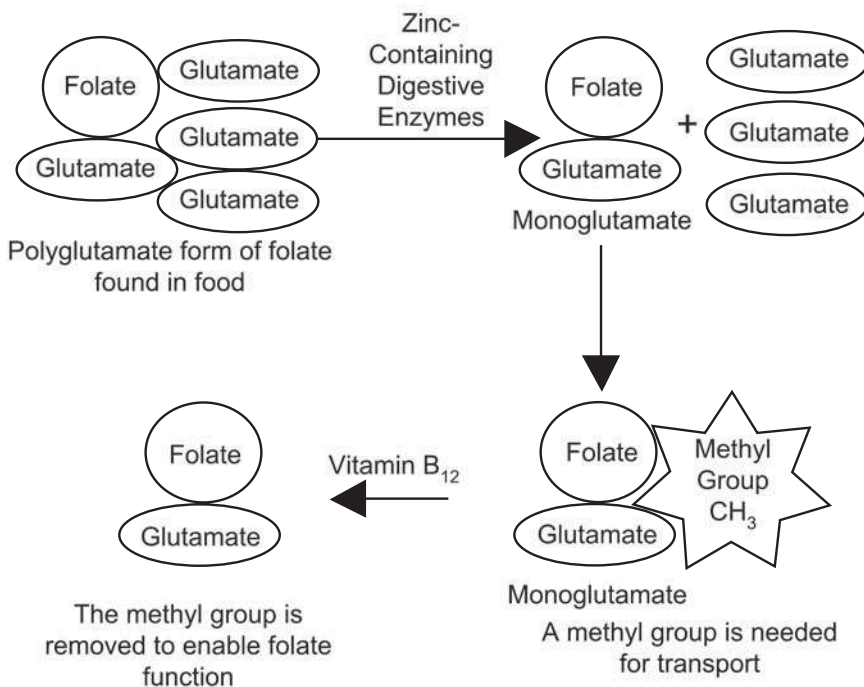 Folate
Glutamate
Glutamate
Glutamate
Glutamate
Polyglutamate form of folate
found in food
Zinc-
Containing
Digestive
Enzymes
Folate
Glutamate
Monoglutamate
+
Glutamate
Glutamate
Glutamate
Folate
Glutamate
Monoglutamate
Methyl
Group
CH₃
A methyl group is needed
for transport
Vitamin B₁₂
Folate
Glutamate
The methyl group is
removed to enable folate
function